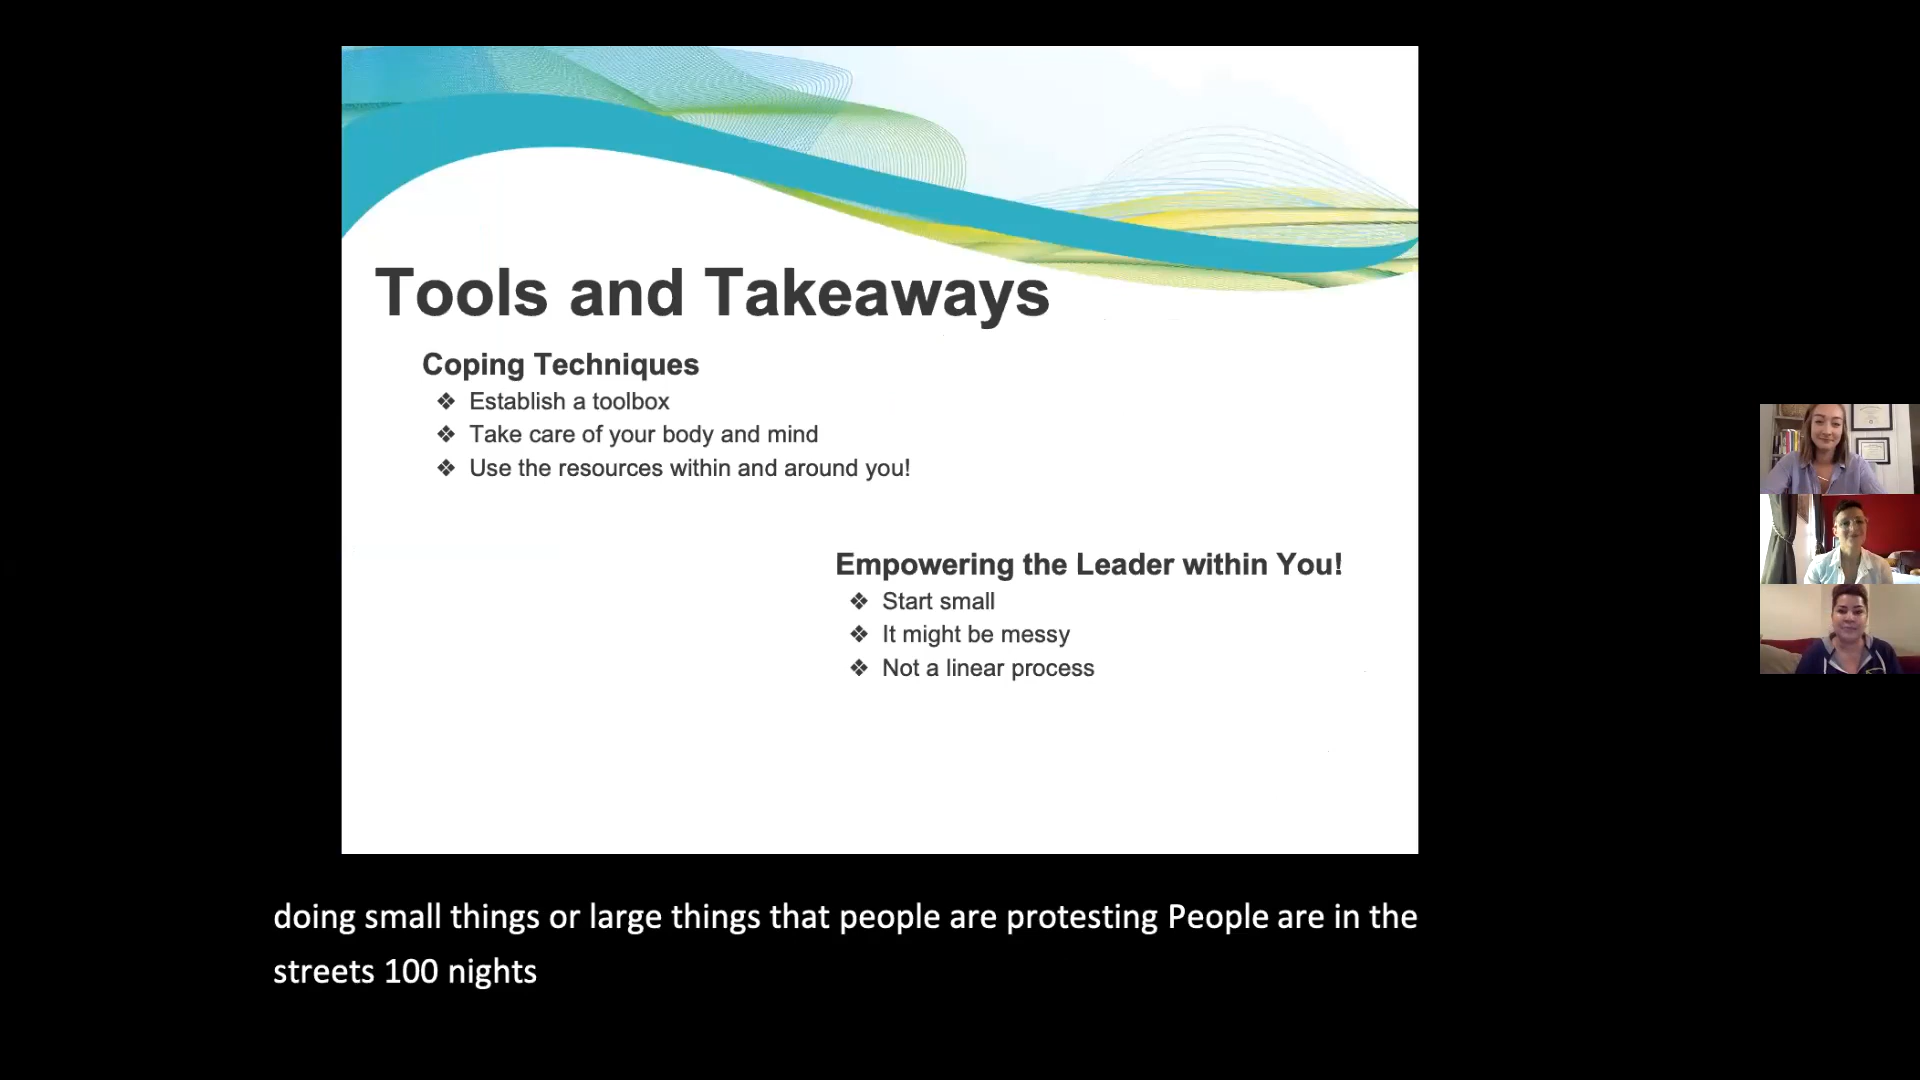 Tools and Takeaways
Coping Techniques
❖ Establish a toolbox
❖ Take care of your body and mind
❖ Use the resources within and around you!
Empowering the Leader within You!
❖ Start small
❖ It might be messy
❖ Not a linear process
doing small things or large things that people are protesting People are in the
streets 100 nights